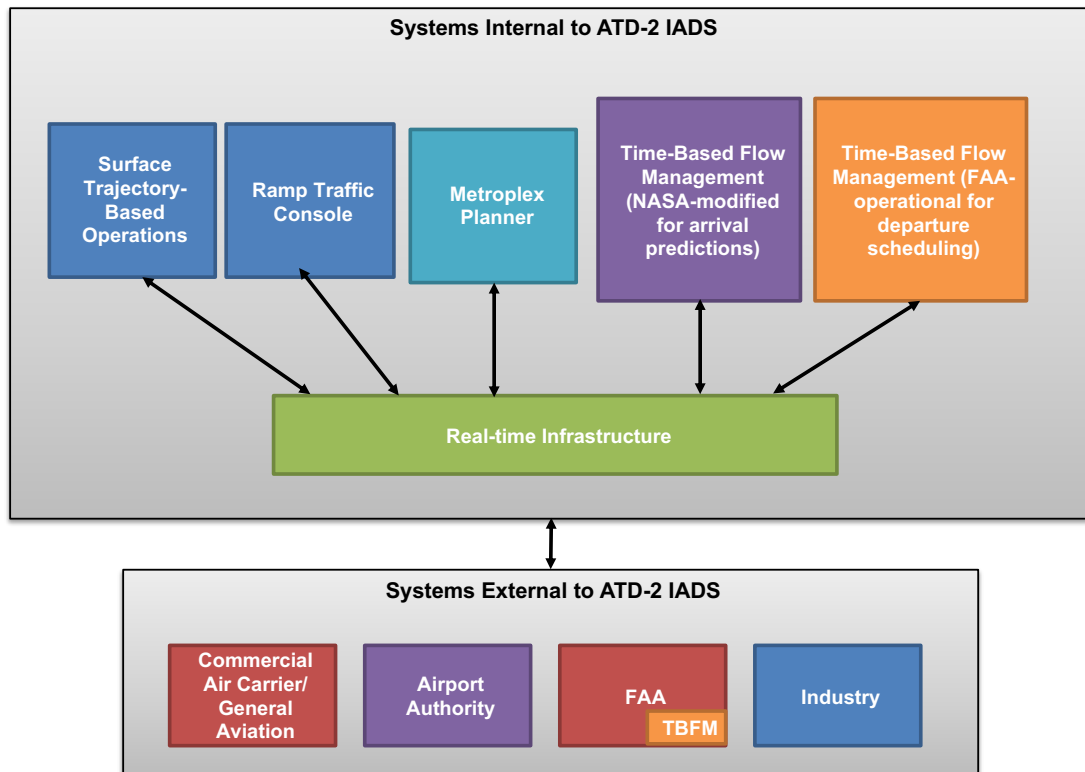 Systems Internal to ATD-2 IADS
Surface
Trajectory-
Based
Operations
Ramp Traffic
Console
Metroplex
Planner
Time-Based Flow
Management
(NASA-modified
for arrival
predictions)
Time-Based Flow
Management (FAA-
operational for
departure
scheduling)
Real-time Infrastructure
Systems External to ATD-2 IADS
Commercial
Air Carrier/
General
Aviation
Airport
Authority
FAA
TBFM
Industry